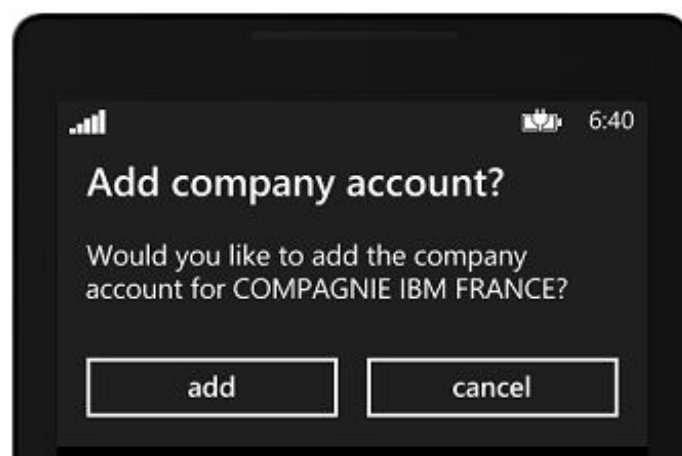 6:40
Add company account?
Would you like to add the company
account for COMPAGNIE IBM FRANCE?
add
cancel